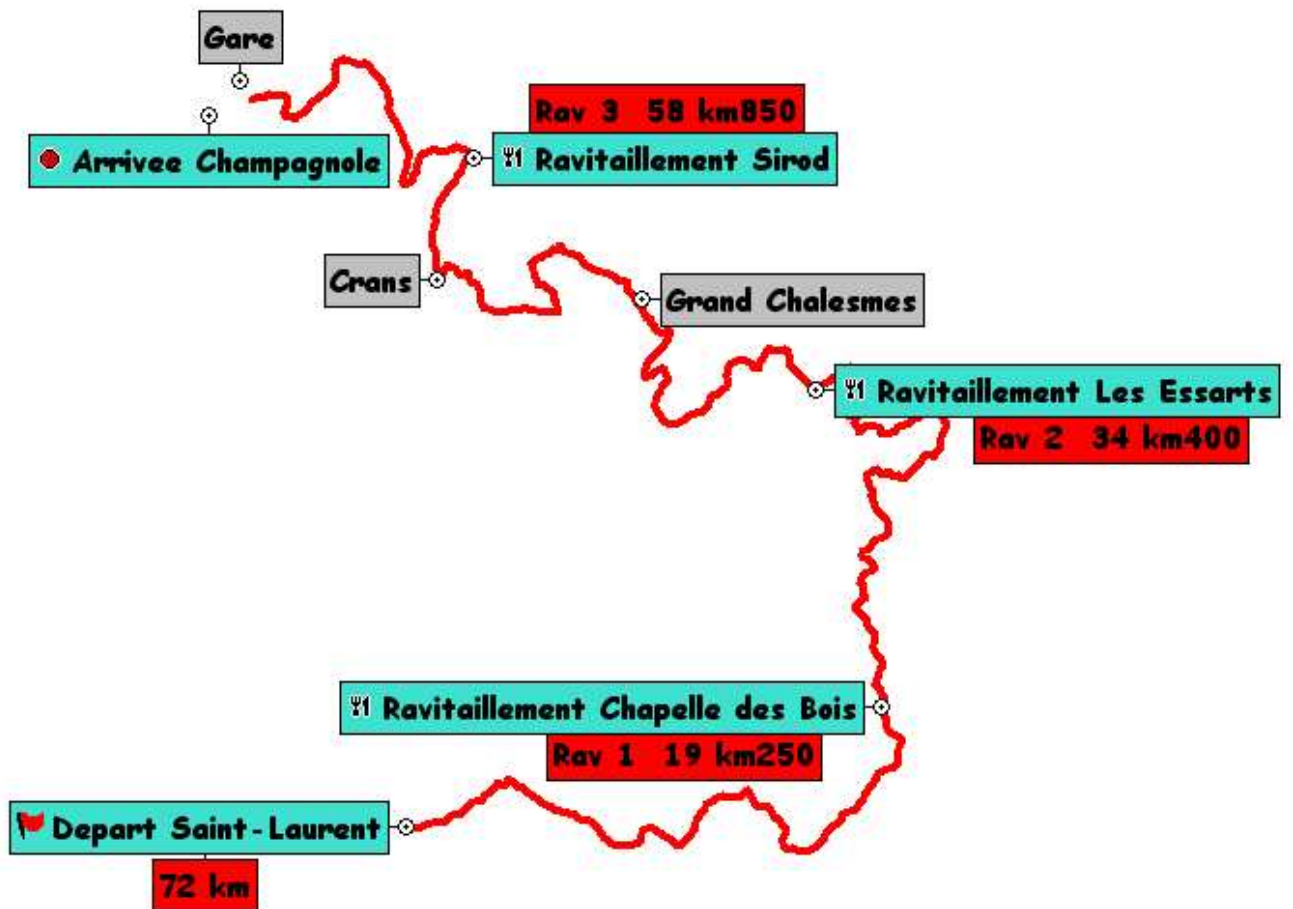 Gare
Rav 3 58 km850
Arrivee Champagnole
Ravitaillement Sirod
Crans
Grand Chalesmes
Ravitaillement Les Essarts
Rav 2 34 km400
Ravitaillement Chapelle des Bois
Rav 1 19 km250
Depart Saint-Laurent
72 km